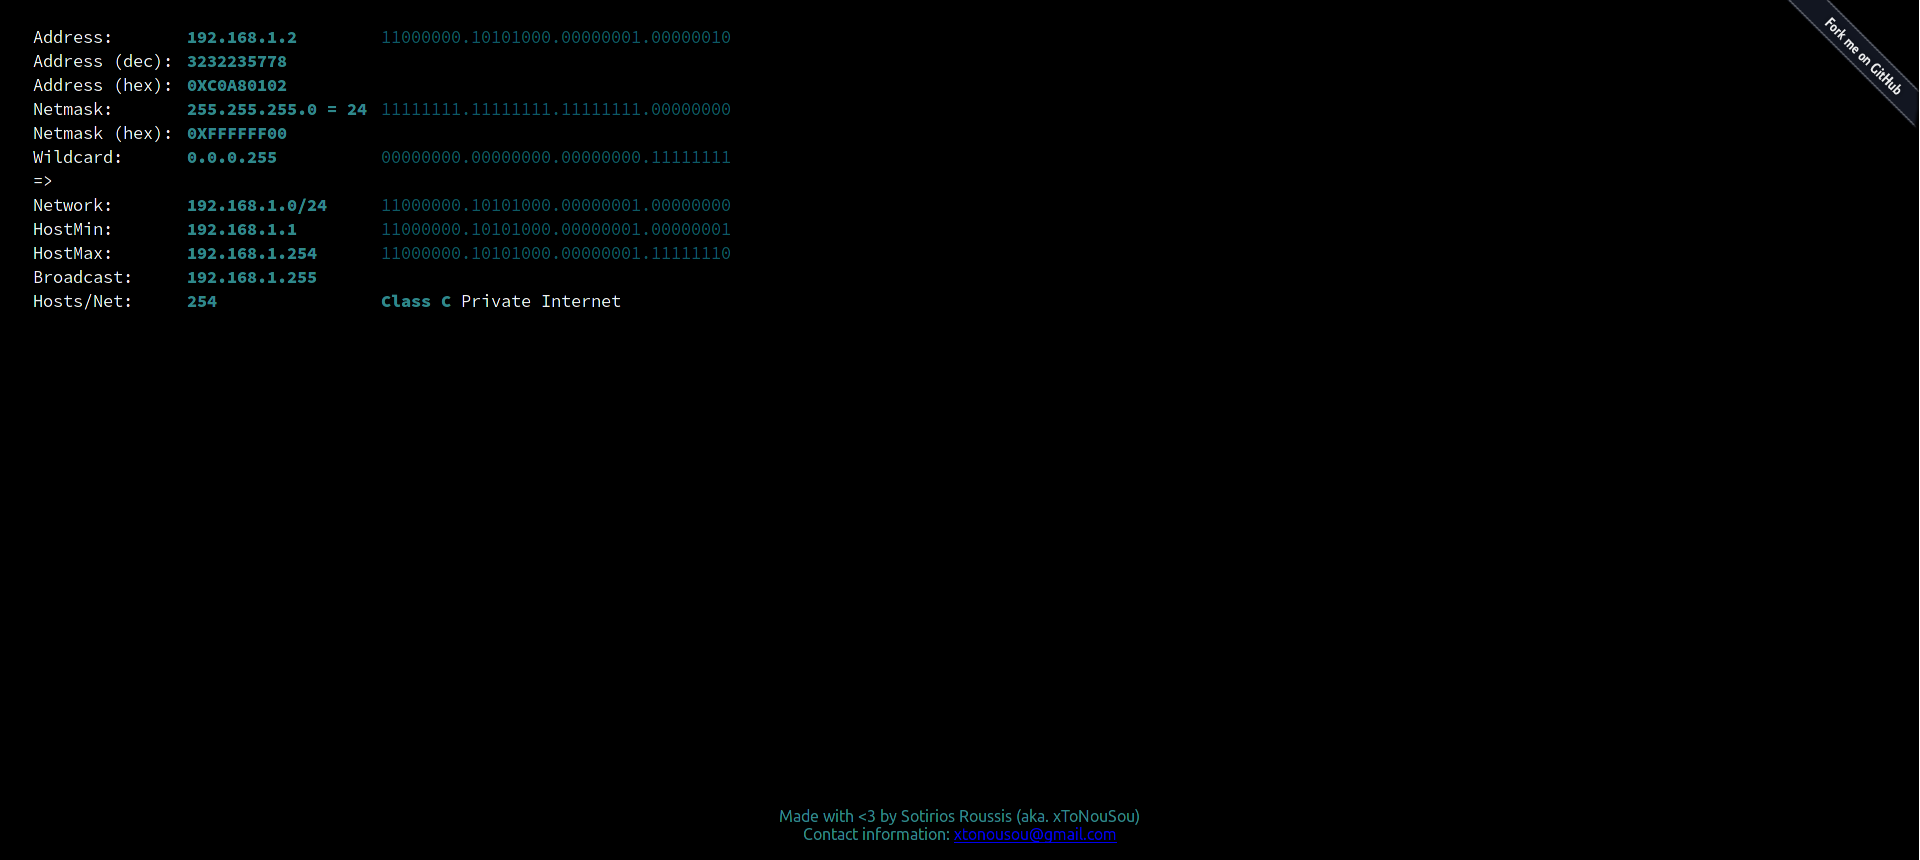 Address: 192.168.1.2 11000000.10101000.00000001.00000010
Address (dec): 3232235778
Address (hex): 0XC0A80102
Netmask: 255.255.255.0 = 24 11111111.11111111.11111111.00000000
Netmask (hex): 0XFFFFFF00
Wildcard: 0.0.0.255 00000000.00000000.00000000.11111111
=>
Network: 192.168.1.0/24 11000000.10101000.00000001.00000000
HostMin: 192.168.1.1 11000000.10101000.00000001.00000001
HostMax: 192.168.1.254 11000000.10101000.00000001.11111110
Broadcast: 192.168.1.255
Hosts/Net: 254 Class C Private Internet
Fork me on GitHub
Made with <3 by Sotirios Roussis (aka. xToNouSou)
Contact information: xtonousou@gmail.com